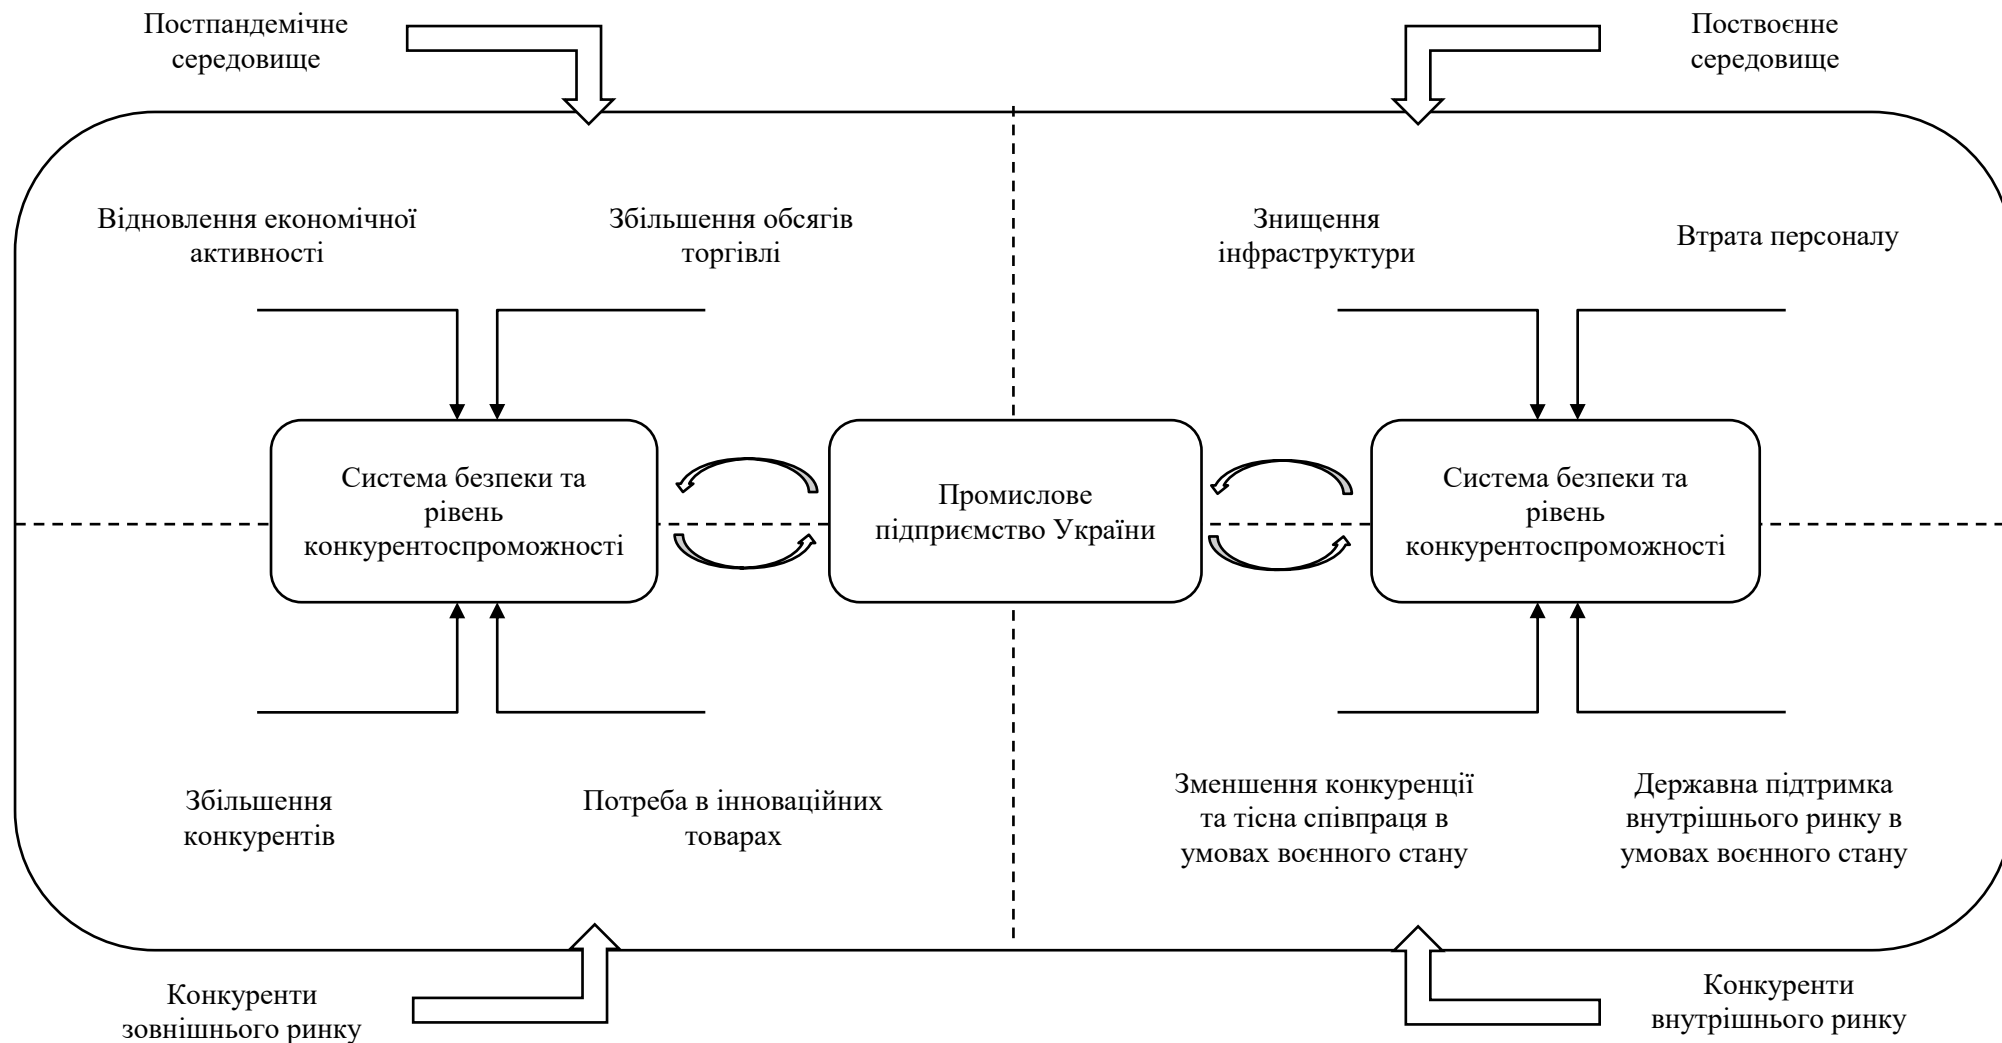 Постпандемічне
середовище
Поствоєнне
середовище
Відновлення економічної
активності
Збільшення обсягів
торгівлі
Знищення
інфраструктури
Втрата персоналу
Система безпеки та
рівень
конкурентоспроможності
Промислове
підприємство України
Система безпеки та
рівень
конкурентоспроможності
Збільшення
конкурентів
Потреба в інноваційних
товарах
Зменшення конкуренції
та тісна співпраця в
умовах воєнного стану
Державна підтримка
внутрішнього ринку в
умовах воєнного стану
Конкуренти
зовнішнього ринку
Конкуренти
внутрішнього ринку